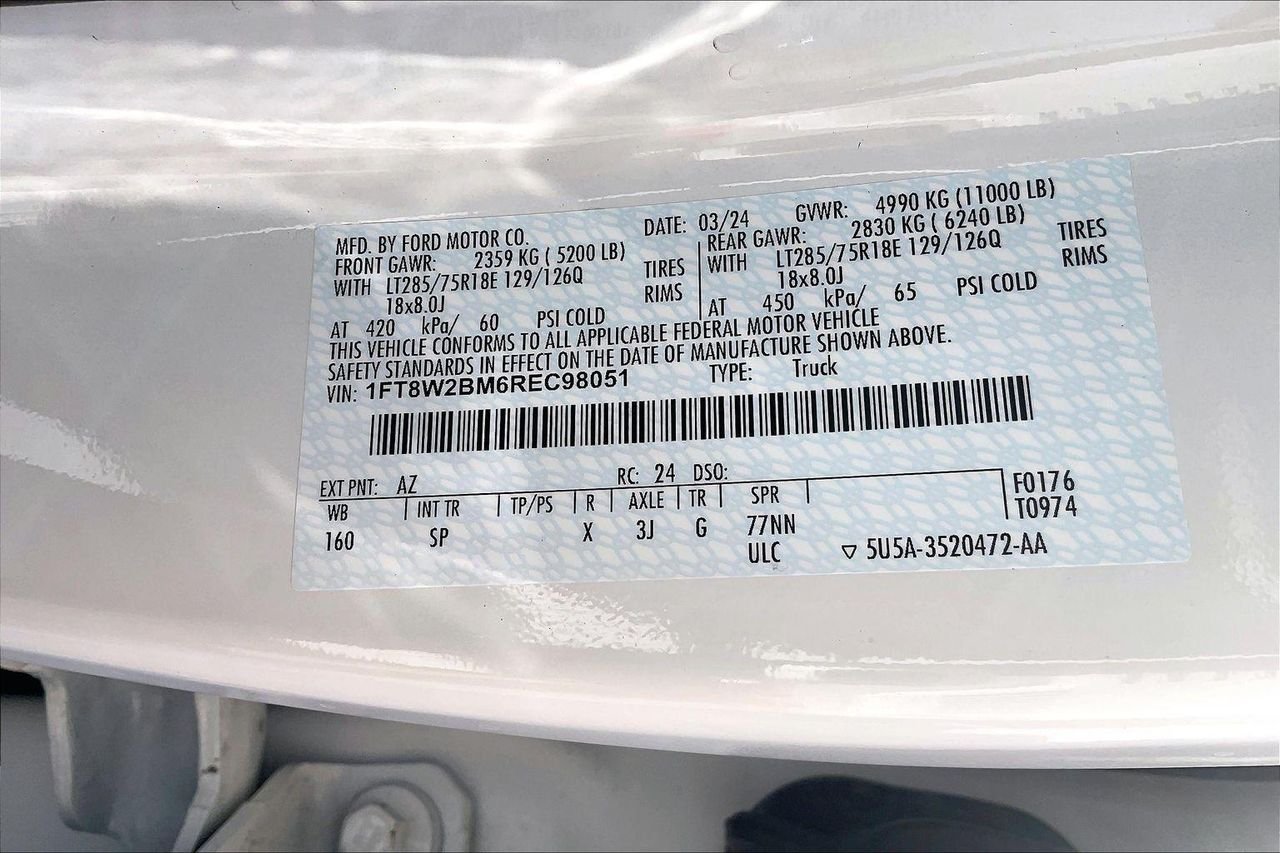 MFD. BY FORD MOTOR CO. DATE: 03/24 GVWR: 4990 KG (11000 LB)
FRONT GAWR: 2359 KG ( 5200 LB) REAR GAWR: 2830 KG ( 6240 LB)
WITH LT285/75R18E 129/126Q TIRES WITH LT285/75R18E 129/126Q TIRES
18x8.0J RIMS 18x8.0J RIMS
AT 420 kPa/ 60 PSI COLD AT 450 kPa/ 65 PSI COLD
THIS VEHICLE CONFORMS TO ALL APPLICABLE FEDERAL MOTOR VEHICLE
SAFETY STANDARDS IN EFFECT ON THE DATE OF MANUFACTURE SHOWN ABOVE.
VIN: 1FT8W2BM6REC98051 TYPE: Truck
EXT PNT: AZ RC: 24 DSO:
WB INT TR TP/PS R AXLE TR SPR F0176
160 SP X 3J G 77NN T0974
ULC ▽ 5U5A-3520472-AA